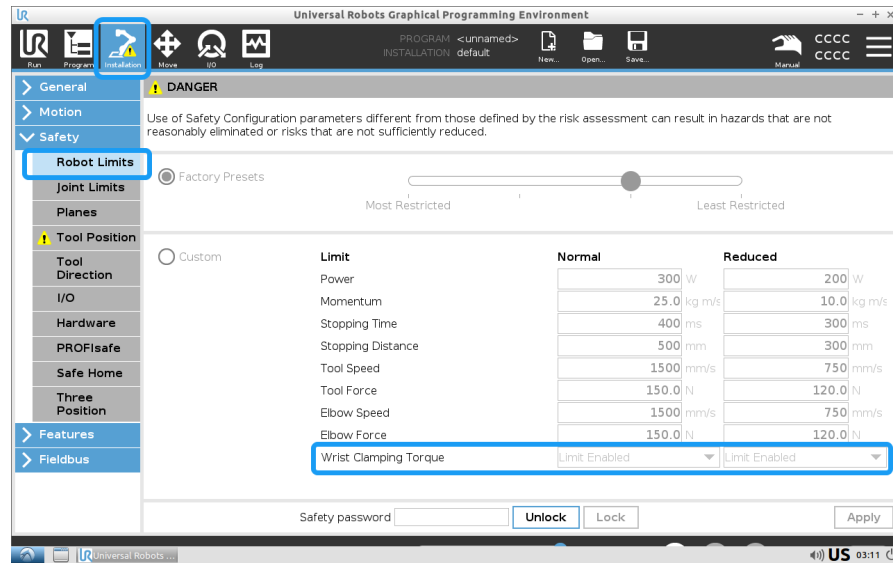 Universal Robots Graphical Programming Environment
PROGRAM <unnamed>
INSTALLATION default
Run Program Installation Move I/O Log New... Open... Save... Manual
CCCC
CCCC
General
Motion
Safety
Robot Limits
Joint Limits
Planes
Tool Position
Tool
Direction
I/O
Hardware
PROFIsafe
Safe Home
Three
Position
Features
Fieldbus
DANGER
Use of Safety Configuration parameters different from those defined by the risk assessment can result in hazards that are not
reasonably eliminated or risks that are not sufficiently reduced.
Factory Presets
Most Restricted Least Restricted
Custom Limit Normal Reduced
Power 300 W 200 W
Momentum 25.0 kg m/s 10.0 kg m/s
Stopping Time 400 ms 300 ms
Stopping Distance 500 mm 300 mm
Tool Speed 1500 mm/s 750 mm/s
Tool Force 150.0 N 120.0 N
Elbow Speed 1500 mm/s 750 mm/s
Elbow Force 150.0 N 120.0 N
Wrist Clamping Torque Limit Enabled Limit Enabled
Safety password Unlock Lock Apply
Universal Robots ... US 03:11